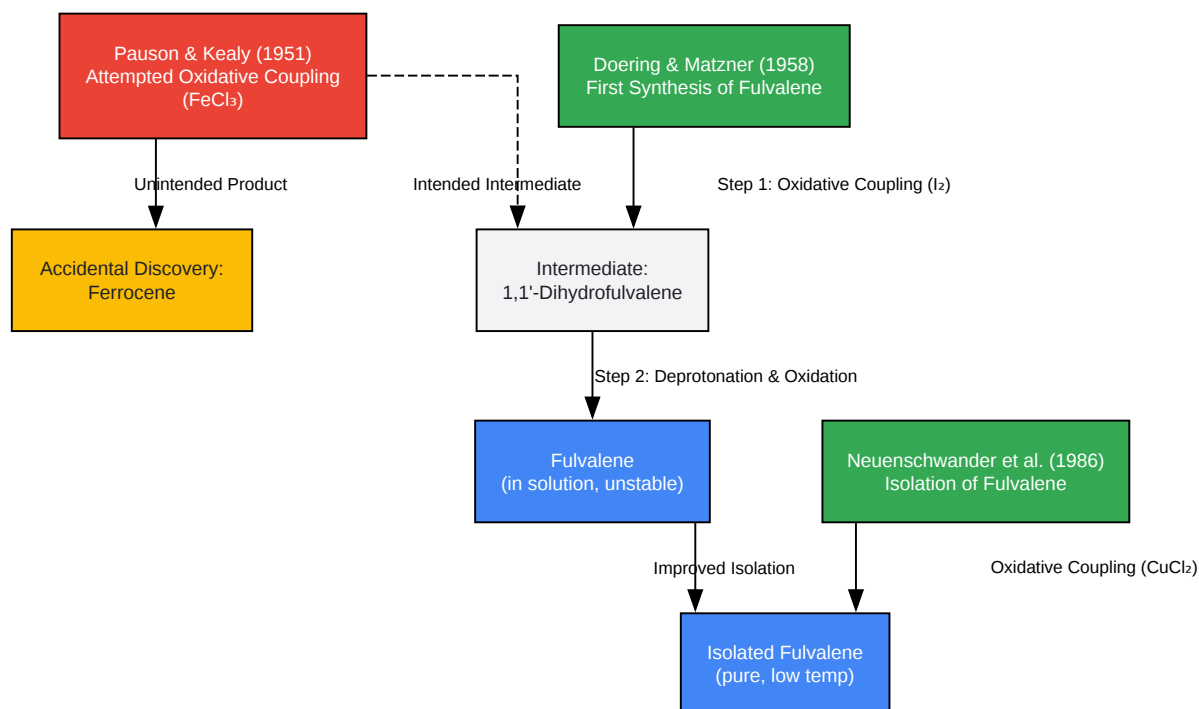 Pauson & Kealy (1951)
Attempted Oxidative Coupling
(FeCl₃)
Doering & Matzner (1958)
First Synthesis of Fulvalene
Unintended Product
Intended Intermediate
Step 1: Oxidative Coupling (I₂)
Accidental Discovery:
Ferrocene
Intermediate:
1,1'-Dihydrofulvalene
Step 2: Deprotonation & Oxidation
Fulvalene
(in solution, unstable)
Neuenschwander et al. (1986)
Isolation of Fulvalene
Improved Isolation
Oxidative Coupling (CuCl₂)
Isolated Fulvalene
(pure, low temp)